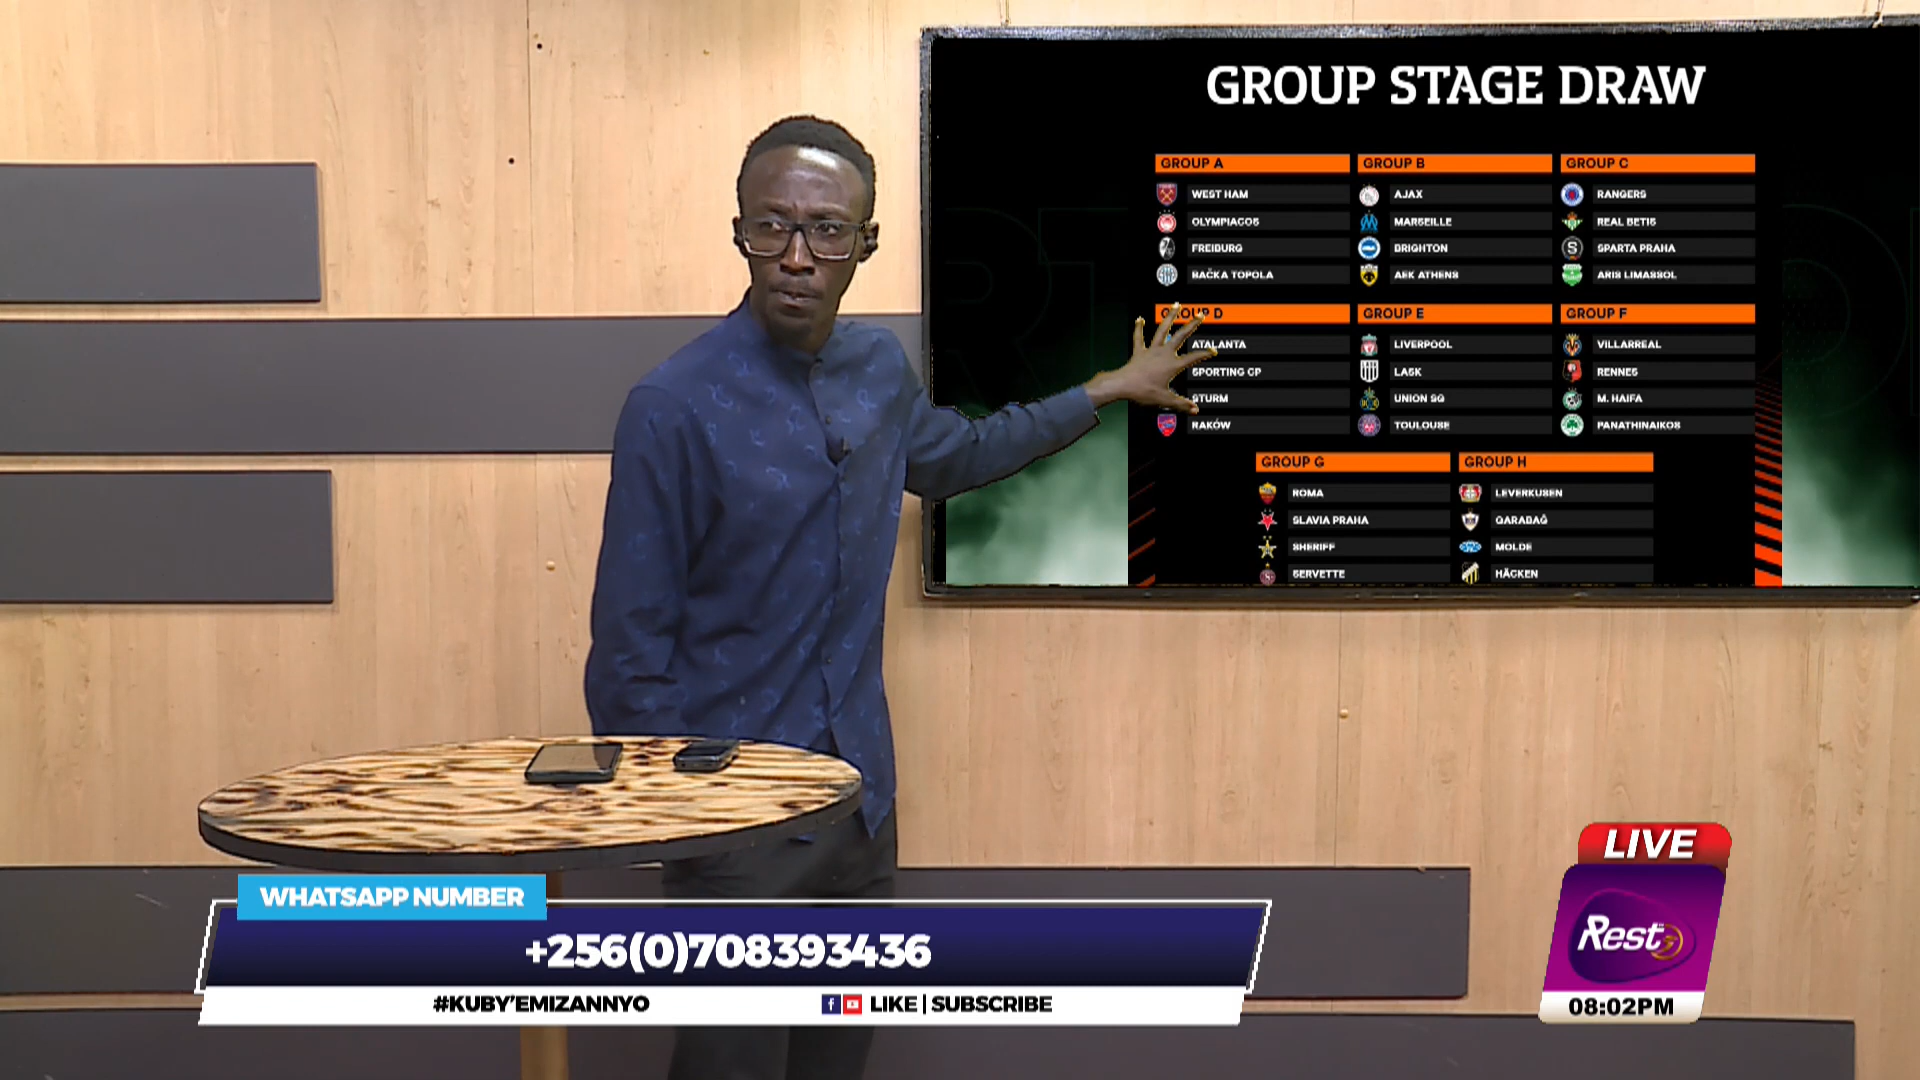 GROUP STAGE DRAW
GROUP A
WEST HAM
OLYMPIACOS
FREIBURG
BAČKA TOPOLA
GROUP B
AJAX
MARSEILLE
BRIGHTON
AEK ATHENS
GROUP C
RANGERS
REAL BETIS
SPARTA PRAHA
ARIS LIMASSOL
GROUP D
ATALANTA
SPORTING CP
STURM
RAKÓW
GROUP E
LIVERPOOL
LASK
UNION SG
TOULOUSE
GROUP F
VILLARREAL
RENNES
M. HAIFA
PANATHINAIKOS
GROUP G
ROMA
SLAVIA PRAHA
SHERIFF
SERVETTE
GROUP H
LEVERKUSEN
QARABAĞ
MOLDE
HÄCKEN
WHATSAPP NUMBER
+256(0)708393436
#KUBY'EMIZANNYO
LIKE | SUBSCRIBE
LIVE
Rest
08:02PM